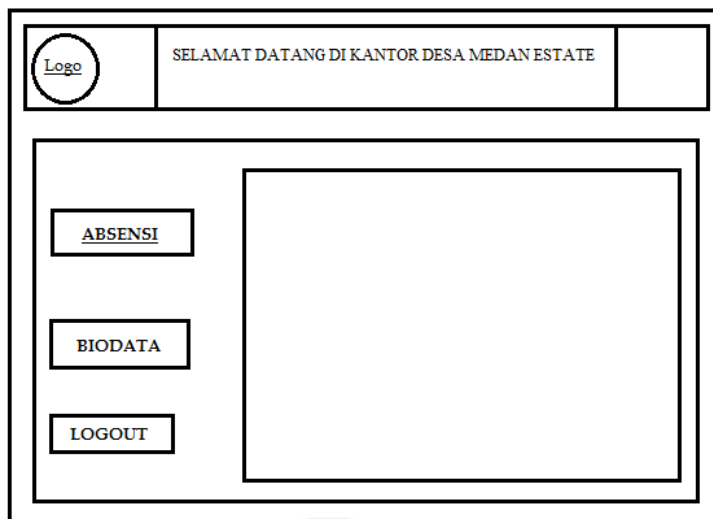 Logo
SELAMAT DATANG DI KANTOR DESA MEDAN ESTATE
ABSENSI
BIODATA
LOGOUT